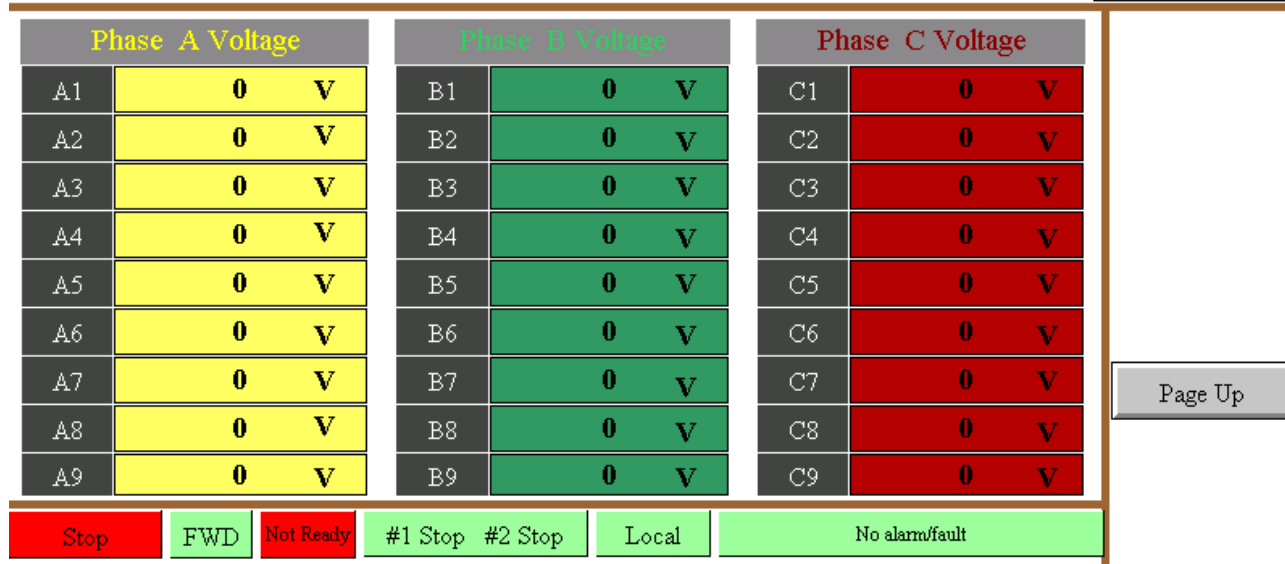 Phase A Voltage Phase B Voltage Phase C Voltage
A1 0 V B1 0 V C1 0 V
A2 0 V B2 0 V C2 0 V
A3 0 V B3 0 V C3 0 V
A4 0 V B4 0 V C4 0 V
A5 0 V B5 0 V C5 0 V
A6 0 V B6 0 V C6 0 V
A7 0 V B7 0 V C7 0 V
Page Up
A8 0 V B8 0 V C8 0 V
A9 0 V B9 0 V C9 0 V
Stop FWD Not Ready #1 Stop #2 Stop Local No alarm/fault